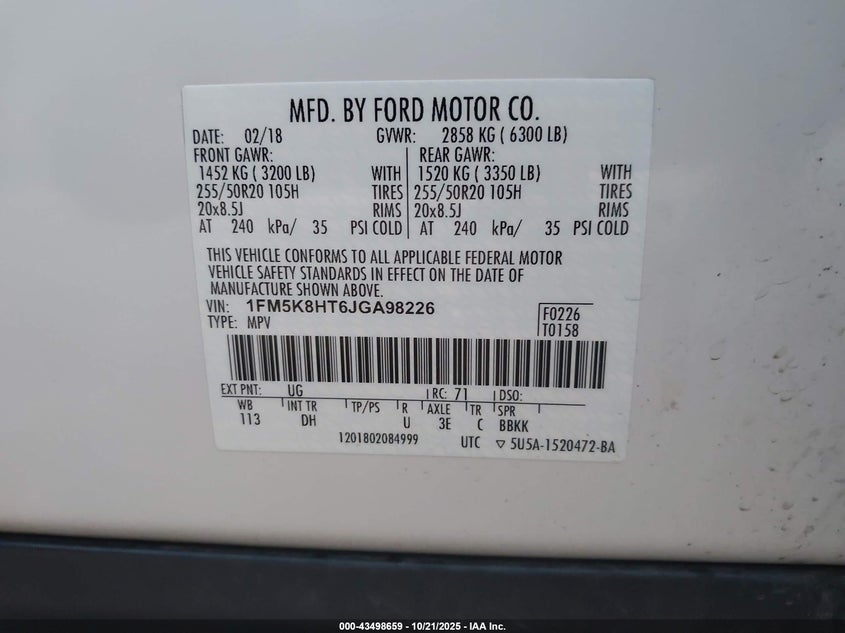 MFD. BY FORD MOTOR CO.
DATE: 02/18 GVWR: 2858 KG ( 6300 LB)
FRONT GAWR: REAR GAWR:
1452 KG ( 3200 LB) WITH 1520 KG ( 3350 LB) WITH
255/50R20 105H TIRES 255/50R20 105H TIRES
20x8.5J RIMS 20x8.5J RIMS
AT 240 kPa/ 35 PSI COLD AT 240 kPa/ 35 PSI COLD
THIS VEHICLE CONFORMS TO ALL APPLICABLE FEDERAL MOTOR
VEHICLE SAFETY STANDARDS IN EFFECT ON THE DATE OF
MANUFACTURE SHOWN ABOVE.
VIN: 1FM5K8HT6JGA98226 F0226
TYPE: MPV T0158
EXT PNT: UG RC: 71 DSO:
WB INT TR TP/PS R AXLE TR SPR
113 DH U 3E C BBKK
1201802084999 UTC ▽ 5U5A-1520472-BA
000-43498659 - 10/21/2025 - IAA Inc.